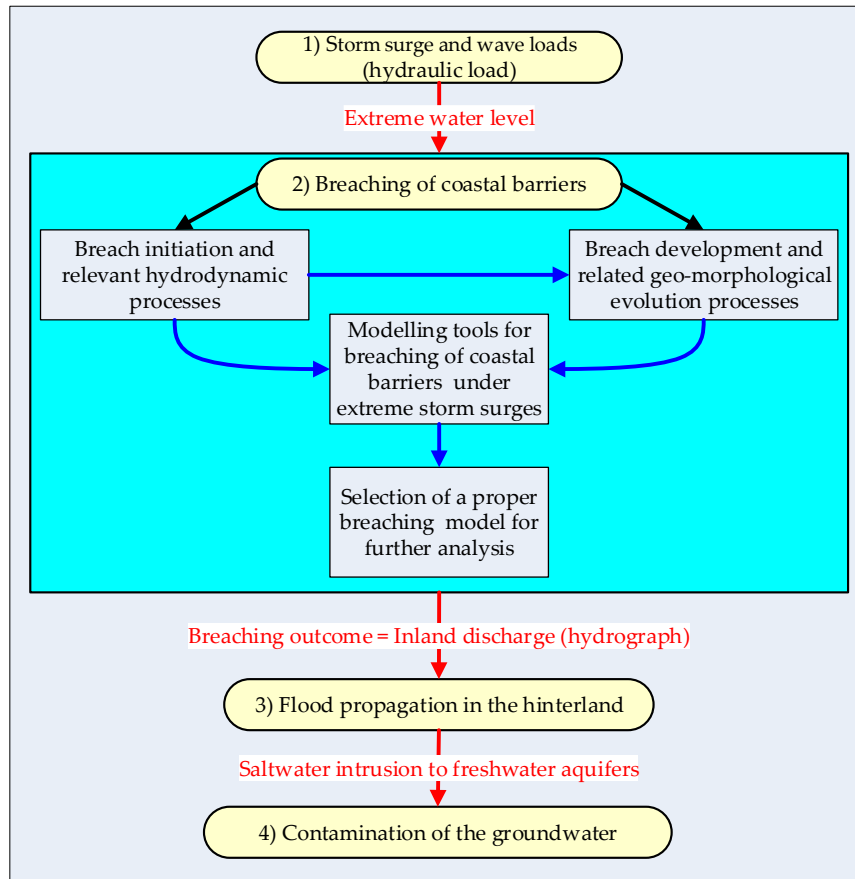 1) Storm surge and wave loads
(hydraulic load)
Extreme water level
2) Breaching of coastal barriers
Breach initiation and
relevant hydrodynamic
processes
Breach development and
related geo-morphological
evolution processes
Modelling tools for
breaching of coastal
barriers under
extreme storm surges
Selection of a proper
breaching model for
further analysis
Breaching outcome = Inland discharge (hydrograph)
3) Flood propagation in the hinterland
Saltwater intrusion to freshwater aquifers
4) Contamination of the groundwater